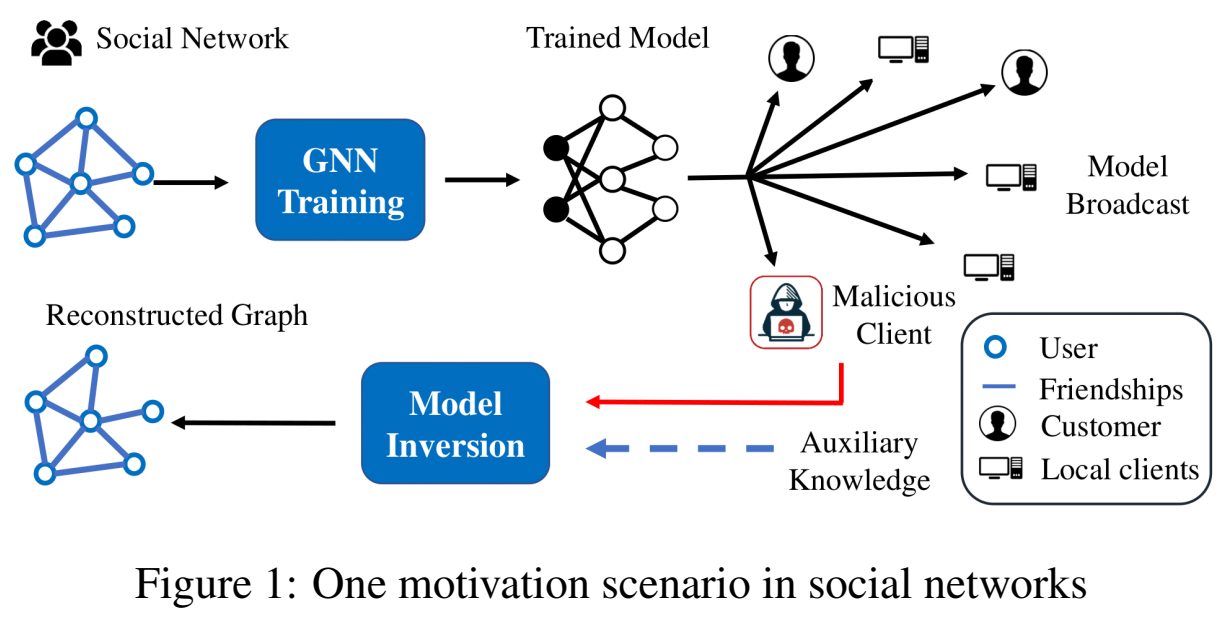 Social Network
Trained Model
GNN
Training
Model
Broadcast
Malicious
Client
Reconstructed Graph
Model
Inversion
Auxiliary
Knowledge
User
Friendships
Customer
Local clients
Figure 1: One motivation scenario in social networks